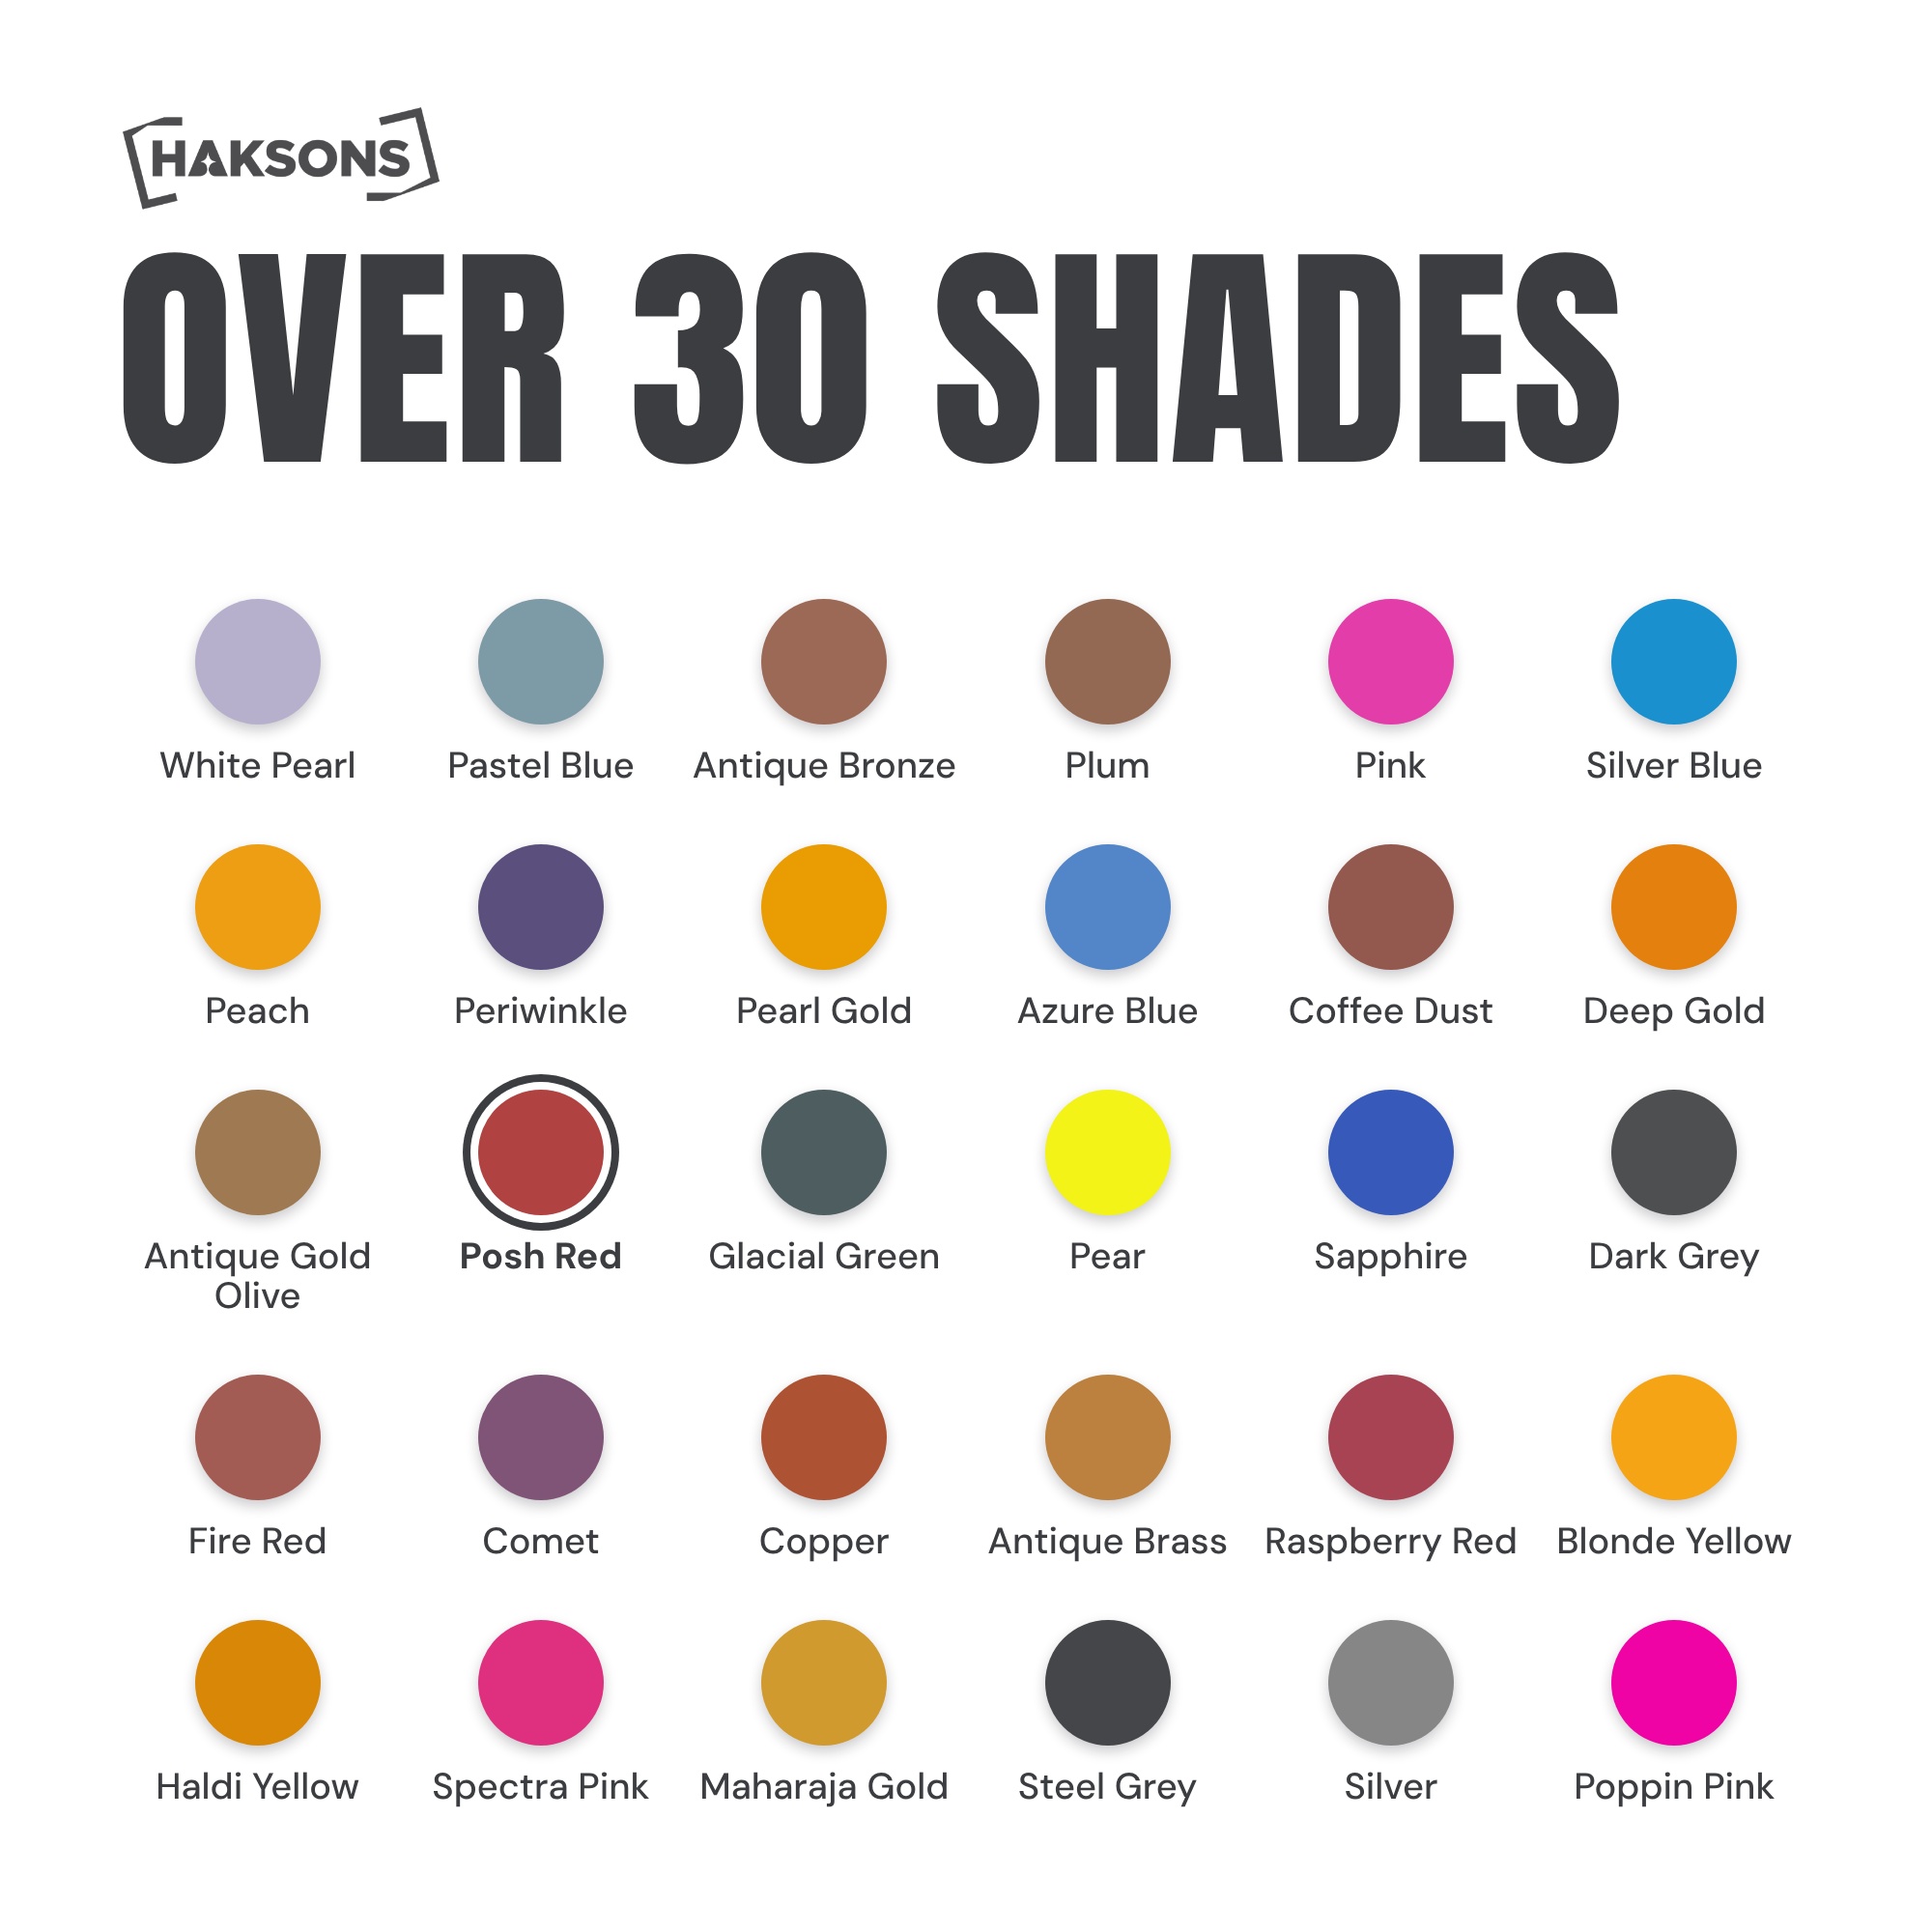 HAKSONS
OVER 30 SHADES
White Pearl
Pastel Blue
Antique Bronze
Plum
Pink
Silver Blue
Peach
Periwinkle
Pearl Gold
Azure Blue
Coffee Dust
Deep Gold
Antique Gold
Olive
Posh Red
Glacial Green
Pear
Sapphire
Dark Grey
Fire Red
Comet
Copper
Antique Brass
Raspberry Red
Blonde Yellow
Haldi Yellow
Spectra Pink
Maharaja Gold
Steel Grey
Silver
Poppin Pink